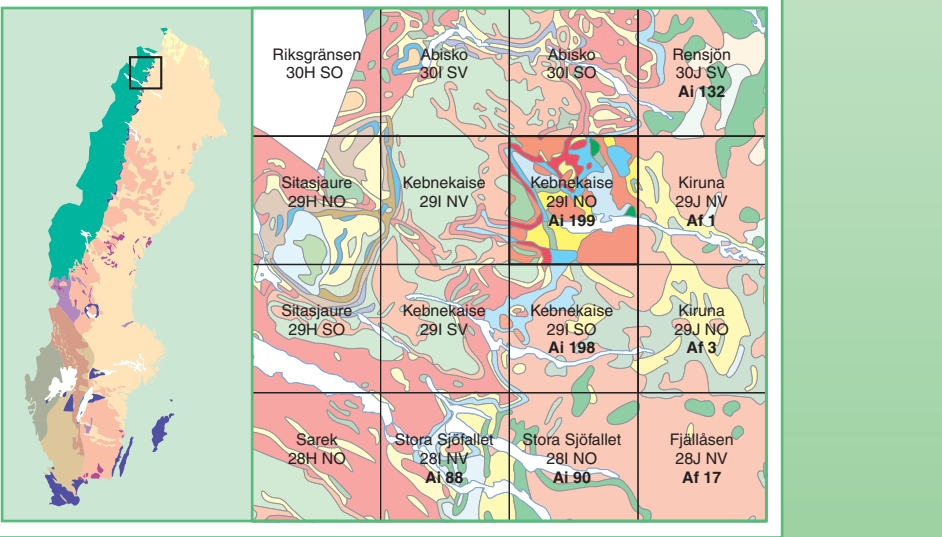 Riksgränsen
30H SO
Abisko
30I SV
Abisko
30I SO
Rensjön
30J SV
Ai 132
Sitasjaure
29H NO
Kebnekaise
29I NV
Kebnekaise
29I NO
Ai 199
Kiruna
29J NV
Af 1
Sitasjaure
29H SO
Kebnekaise
29I SV
Kebnekaise
29I SO
Ai 198
Kiruna
29J NO
Af 3
Sarek
28H NO
Stora Sjöfallet
28I NV
Ai 88
Stora Sjöfallet
28I NO
Ai 90
Fjällåsen
28J NV
Af 17